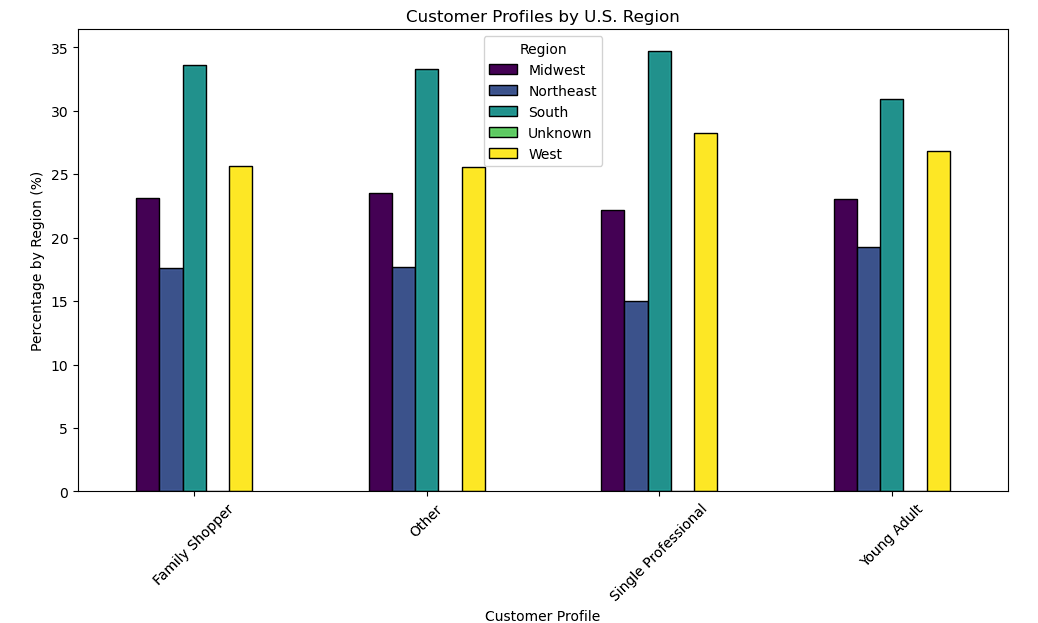 Customer Profiles by U.S. Region
Percentage by Region (%)
35
30
25
20
15
10
5
0
Region
Midwest
Northeast
South
Unknown
West
Family Shopper
Other
Single Professional
Young Adult
Customer Profile